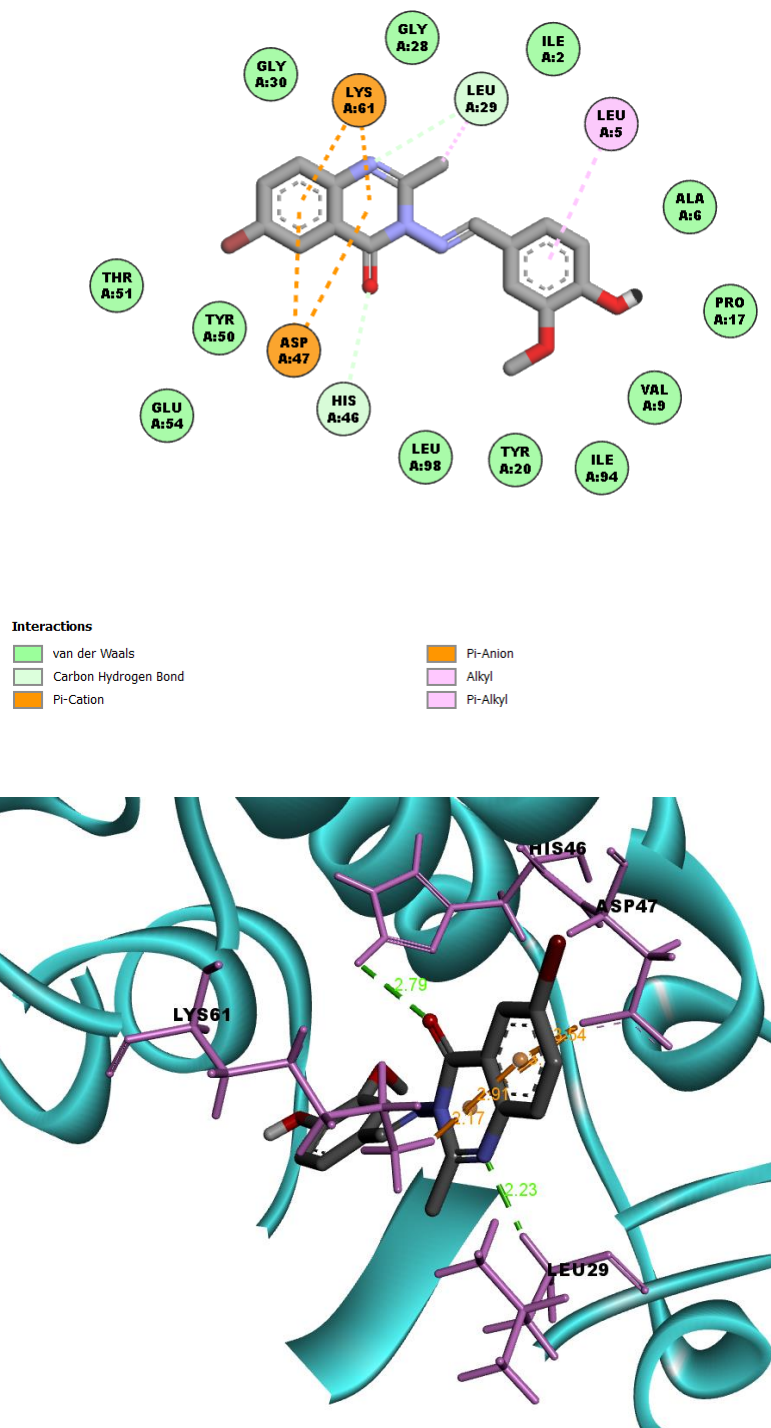 GLY
A:28
ILE
A:2
GLY
A:30
LYS
A:61
LEU
A:29
LEU
A:5
ALA
A:6
THR
A:51
TYR
A:50
ASP
A:47
PRO
A:17
HIS
A:46
GLU
A:54
VAL
A:9
LEU
A:98
TYR
A:20
ILE
A:94
Interactions
van der Waals
Carbon Hydrogen Bond
Pi-Cation
Pi-Anion
Alkyl
Pi-Alkyl
HIS46
ASP47
2.79
LYS61
2.91
2.17
2.23
LEU29